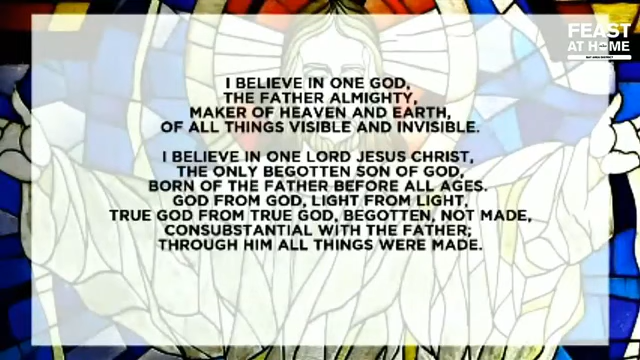 FEAST
AT HOME
I BELIEVE IN ONE GOD,
THE FATHER ALMIGHTY,
MAKER OF HEAVEN AND EARTH,
OF ALL THINGS VISIBLE AND INVISIBLE.
I BELIEVE IN ONE LORD JESUS CHRIST,
THE ONLY BEGOTTEN SON OF GOD,
BORN OF THE FATHER BEFORE ALL AGES.
GOD FROM GOD, LIGHT FROM LIGHT,
TRUE GOD FROM TRUE GOD, BEGOTTEN, NOT MADE,
CONSUBSTANTIAL WITH THE FATHER;
THROUGH HIM ALL THINGS WERE MADE.